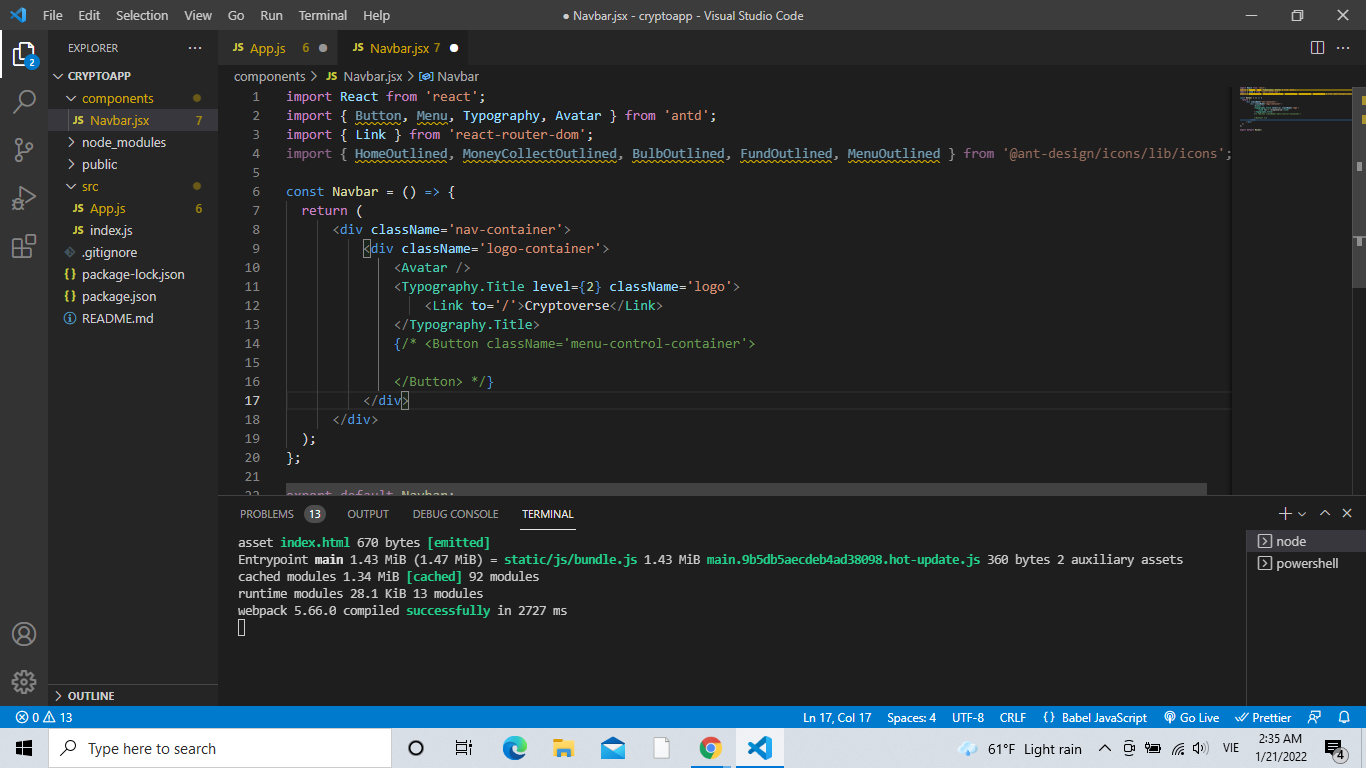 File Edit Selection View Go Run Terminal Help
● Navbar.jsx - cryptoapp - Visual Studio Code
EXPLORER
2
CRYPTOAPP
components
JS Navbar.jsx 7
node_modules
public
src
JS App.js 6
JS index.js
.gitignore
{} package-lock.json
{} package.json
README.md
OUTLINE
JS App.js 6
JS Navbar.jsx 7
components > JS Navbar.jsx > Navbar
1 import React from 'react';
2 import { Button, Menu, Typography, Avatar } from 'antd';
3 import { Link } from 'react-router-dom';
4 import { HomeOutlined, MoneyCollectOutlined, BulbOutlined, FundOutlined, MenuOutlined } from '@ant-design/icons/lib/icons';
5
6 const Navbar = () => {
7 return (
8 <div className='nav-container'>
9 <div className='logo-container'>
10 <Avatar />
11 <Typography.Title level={2} className='logo'>
12 <Link to='/'>Cryptoverse</Link>
13 </Typography.Title>
14 {/* <Button className='menu-control-container'>
15
16 </Button> */}
17 </div>
18 </div>
19 );
20 };
21
22 export default Navbar;
PROBLEMS 13 OUTPUT DEBUG CONSOLE TERMINAL
asset index.html 670 bytes [emitted]
Entrypoint main 1.43 MiB (1.47 MiB) = static/js/bundle.js 1.43 MiB main.9b5db5aecdeb4ad38098.hot-update.js 360 bytes 2 auxiliary assets
cached modules 1.34 MiB [cached] 92 modules
runtime modules 28.1 KiB 13 modules
webpack 5.66.0 compiled successfully in 2727 ms
node
powershell
0 13
Ln 17, Col 17 Spaces: 4 UTF-8 CRLF {} Babel JavaScript Go Live Prettier
Type here to search
61°F Light rain
VIE
2:35 AM
1/21/2022
4